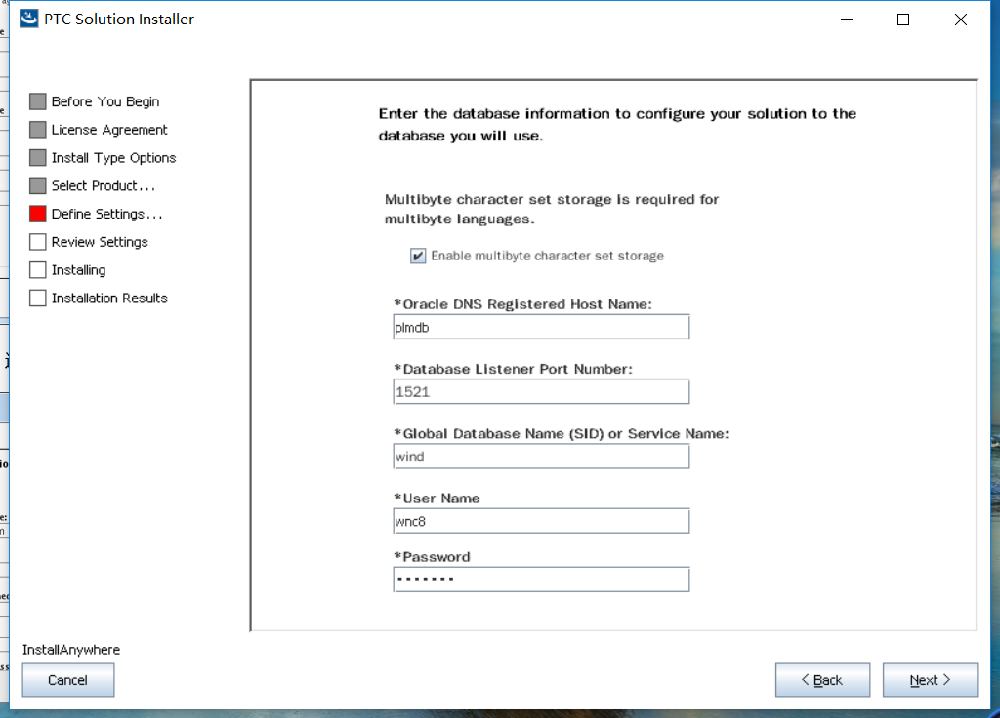 PTC Solution Installer
Before You Begin
License Agreement
Install Type Options
Select Product...
Define Settings...
Review Settings
Installing
Installation Results
Enter the database information to configure your solution to the
database you will use.
Multibyte character set storage is required for
multibyte languages.
Enable multibyte character set storage
*Oracle DNS Registered Host Name:
plmdb
*Database Listener Port Number:
1521
*Global Database Name (SID) or Service Name:
wind
*User Name
wnc8
*Password
•••••••
InstallAnywhere
Cancel
< Back
Next >